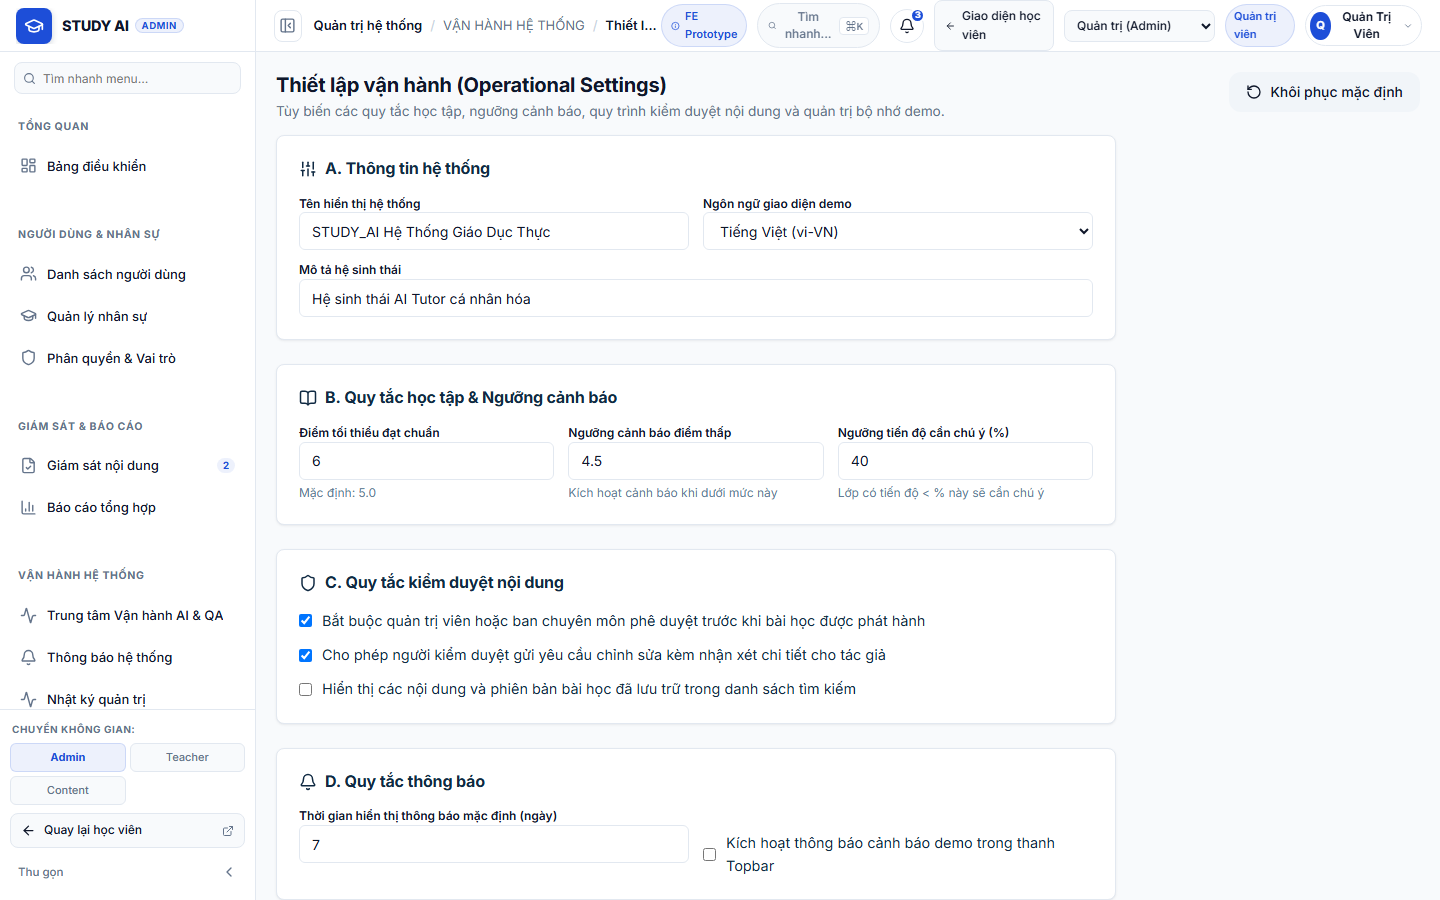 STUDY AI ADMIN
Tìm nhanh menu...
TỔNG QUAN
Bảng điều khiển
NGƯỜI DÙNG & NHÂN SỰ
Danh sách người dùng
Quản lý nhân sự
Phân quyền & Vai trò
GIÁM SÁT & BÁO CÁO
Giám sát nội dung 2
Báo cáo tổng hợp
VẬN HÀNH HỆ THỐNG
Trung tâm Vận hành AI & QA
Thông báo hệ thống
Nhật ký quản trị
CHUYỂN KHÔNG GIAN:
Admin Teacher
Content
Quay lại học viên
Thu gọn
Quản trị hệ thống / VẬN HÀNH HỆ THỐNG / Thiết l...
FE Prototype
Tìm nhanh... ⌘K
3
Giao diện học viên
Quản trị (Admin)
Quản trị viên
Q Quản Trị Viên
Thiết lập vận hành (Operational Settings)
Tùy biến các quy tắc học tập, ngưỡng cảnh báo, quy trình kiểm duyệt nội dung và quản trị bộ nhớ demo.
Khôi phục mặc định
A. Thông tin hệ thống
Tên hiển thị hệ thống Ngôn ngữ giao diện demo
STUDY_AI Hệ Thống Giáo Dục Thực Tiếng Việt (vi-VN)
Mô tả hệ sinh thái
Hệ sinh thái AI Tutor cá nhân hóa
B. Quy tắc học tập & Ngưỡng cảnh báo
Điểm tối thiểu đạt chuẩn Ngưỡng cảnh báo điểm thấp Ngưỡng tiến độ cần chú ý (%)
6 4.5 40
Mặc định: 5.0 Kích hoạt cảnh báo khi dưới mức này Lớp có tiến độ < % này sẽ cần chú ý
C. Quy tắc kiểm duyệt nội dung
Bắt buộc quản trị viên hoặc ban chuyên môn phê duyệt trước khi bài học được phát hành
Cho phép người kiểm duyệt gửi yêu cầu chỉnh sửa kèm nhận xét chi tiết cho tác giả
Hiển thị các nội dung và phiên bản bài học đã lưu trữ trong danh sách tìm kiếm
D. Quy tắc thông báo
Thời gian hiển thị thông báo mặc định (ngày)
7
Kích hoạt thông báo cảnh báo demo trong thanh
Topbar